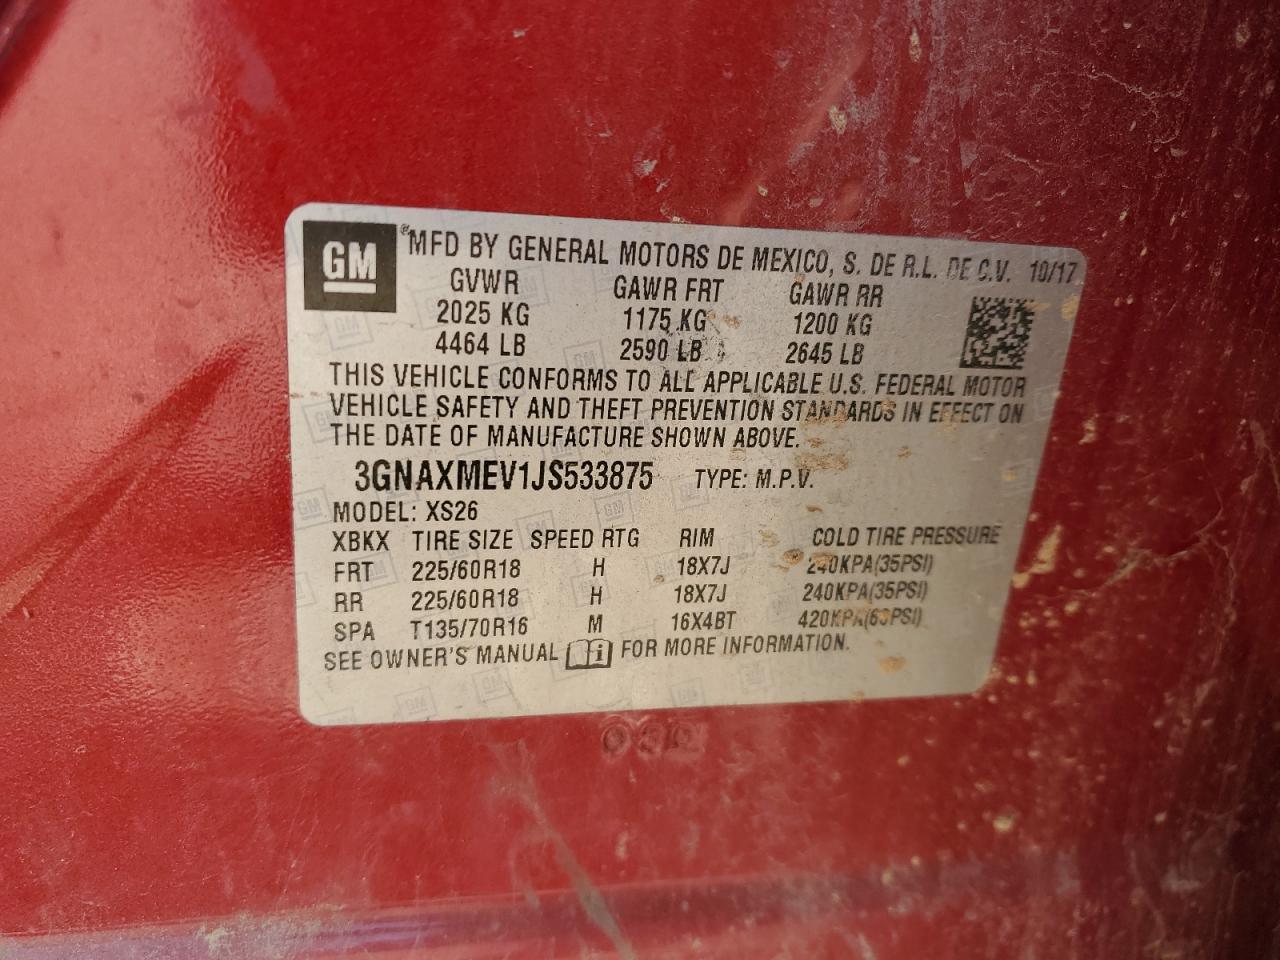 GM ® MFD BY GENERAL MOTORS DE MEXICO, S. DE R.L. DE C.V. 10/17
GVWR GAWR FRT GAWR RR
2025 KG 1175 KG 1200 KG
4464 LB 2590 LB 2645 LB
THIS VEHICLE CONFORMS TO ALL APPLICABLE U.S. FEDERAL MOTOR
VEHICLE SAFETY AND THEFT PREVENTION STANDARDS IN EFFECT ON
THE DATE OF MANUFACTURE SHOWN ABOVE.
3GNAXMEV1JS533875 TYPE: M.P.V.
MODEL: XS26
XBKX TIRE SIZE SPEED RTG RIM COLD TIRE PRESSURE
FRT 225/60R18 H 18X7J 240KPA(35PSI)
RR 225/60R18 H 18X7J 240KPA(35PSI)
SPA T135/70R16 M 16X4BT 420KPA(60PSI)
SEE OWNER'S MANUAL FOR MORE INFORMATION.